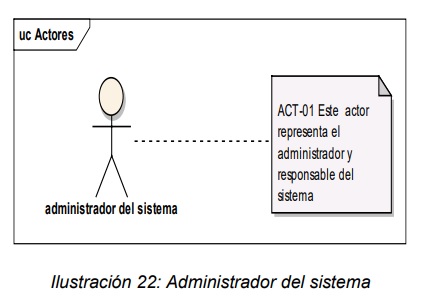 uc Actores
ACT-01 Este actor
representa el
administrador y
responsable del
sistema
administrador del sistema
Ilustración 22: Administrador del sistema